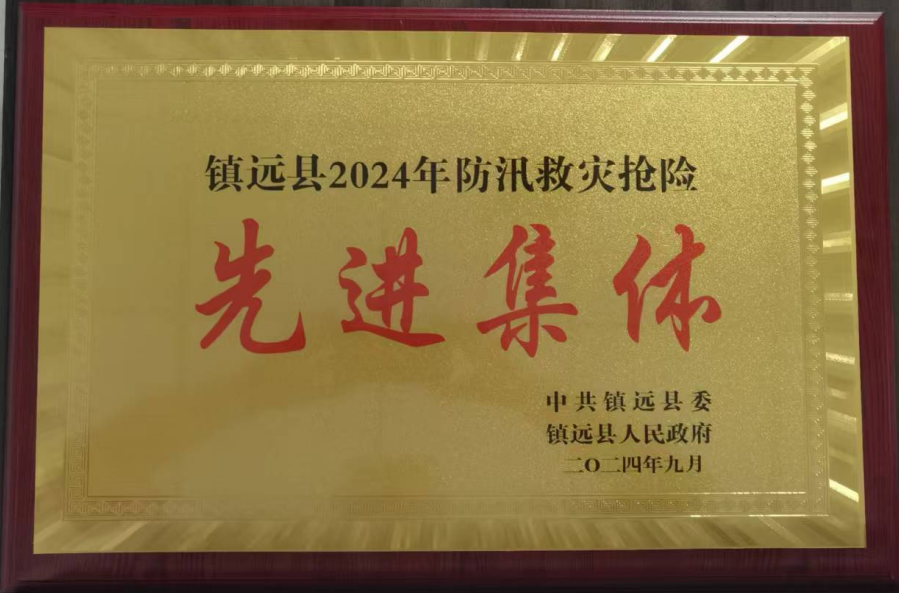 镇远县2024年防汛救灾抢险
先进集体
中共镇远县委
镇远县人民政府
二〇二四年九月